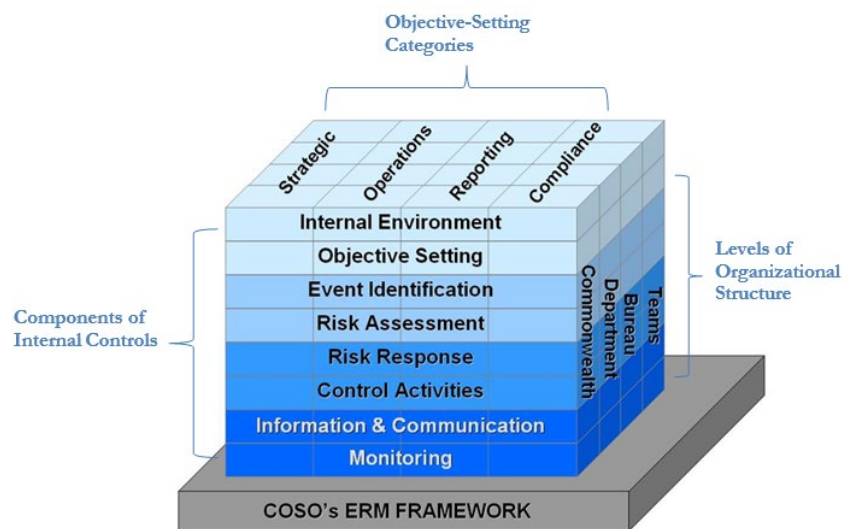 Objective-Setting
Categories
Strategic
Operations
Reporting
Compliance
Internal Environment
Objective Setting
Event Identification
Risk Assessment
Risk Response
Control Activities
Information & Communication
Monitoring
Commonwealth
Department
Bureau
Teams
Components of
Internal Controls
Levels of
Organizational
Structure
COSO's ERM FRAMEWORK